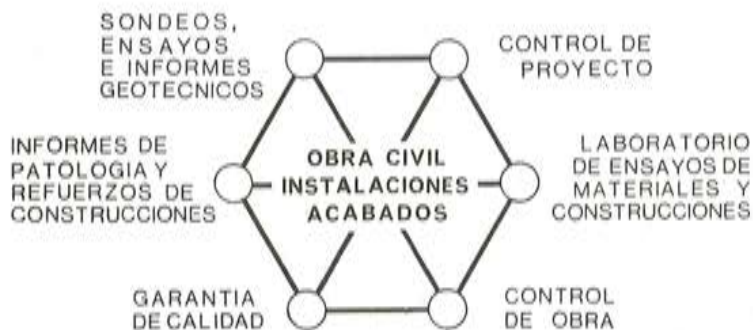 SONDEOS,
ENSAYOS
E INFORMES
GEOTECNICOS
CONTROL DE
PROYECTO
INFORMES DE
PATOLOGIA Y
REFUERZOS DE
CONSTRUCCIONES
OBRA CIVIL
INSTALACIONES
ACABADOS
LABORATORIO
DE ENSAYOS DE
MATERIALES Y
CONSTRUCCIONES
GARANTIA
DE CALIDAD
CONTROL
DE OBRA